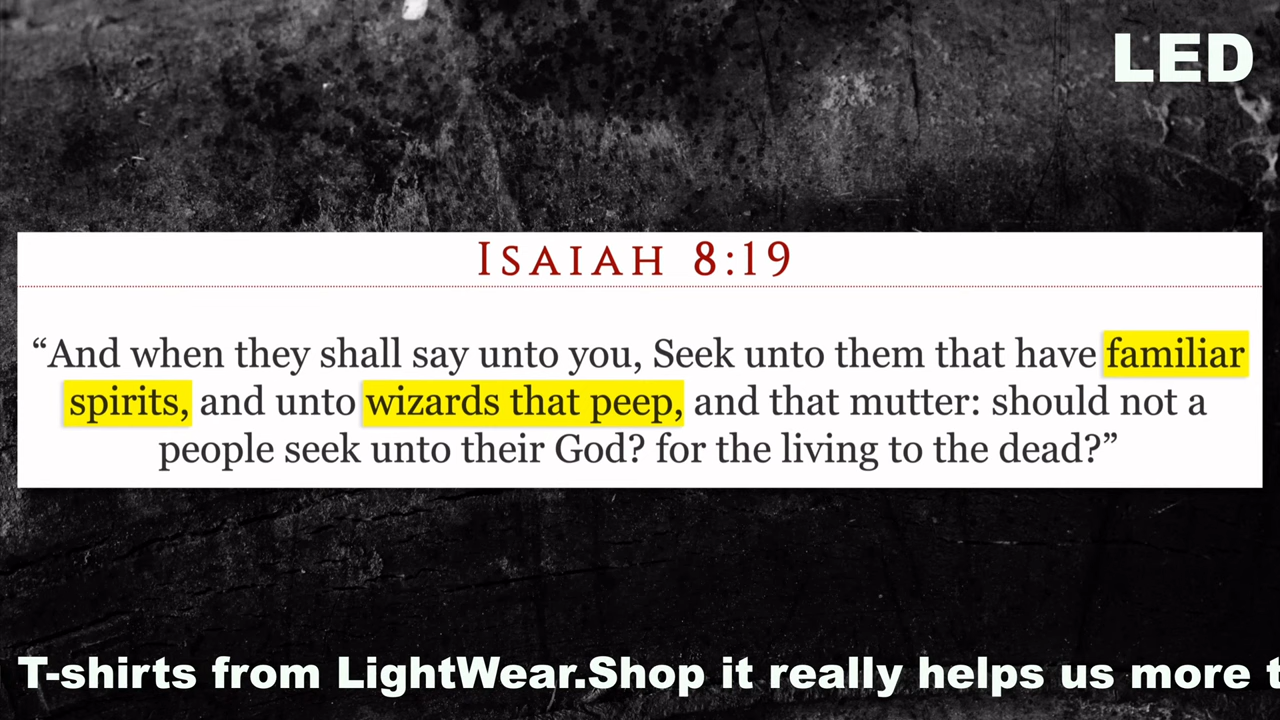 LED
ISAIAH 8:19
“And when they shall say unto you, Seek unto them that have familiar
spirits, and unto wizards that peep, and that mutter: should not a
people seek unto their God? for the living to the dead?”
T-shirts from LightWear.Shop it really helps us more t